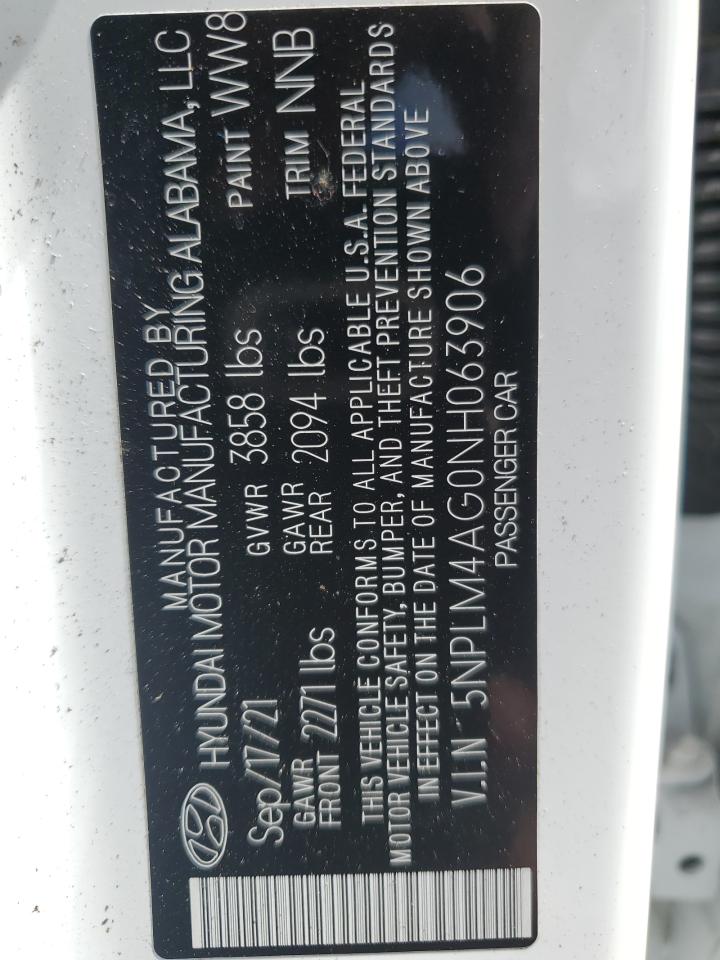 MANUFACTURED BY
HYUNDAI MOTOR MANUFACTURING ALABAMA, LLC
Sep/17/21 GVWR 3858 lbs PAINT WW8
GAWR FRONT 2271 lbs GAWR REAR 2094 lbs TRIM NNB
THIS VEHICLE CONFORMS TO ALL APPLICABLE U.S.A. FEDERAL
MOTOR VEHICLE SAFETY, BUMPER, AND THEFT PREVENTION STANDARDS
IN EFFECT ON THE DATE OF MANUFACTURE SHOWN ABOVE
V.I.N 5NPLM4AG0NH063906
PASSENGER CAR